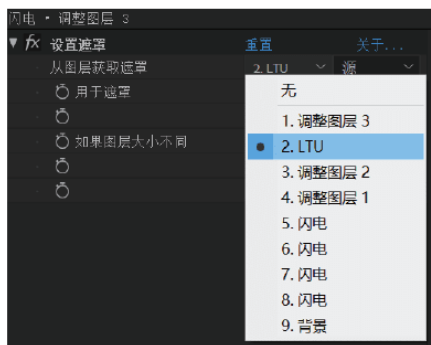 闪电 • 调整图层 3
fx 设置遮罩 重置 关于...
从图层获取遮罩 2. LTU 源
用于遮罩
如果图层大小不同
无
1. 调整图层 3
2. LTU
3. 调整图层 2
4. 调整图层 1
5. 闪电
6. 闪电
7. 闪电
8. 闪电
9. 背景